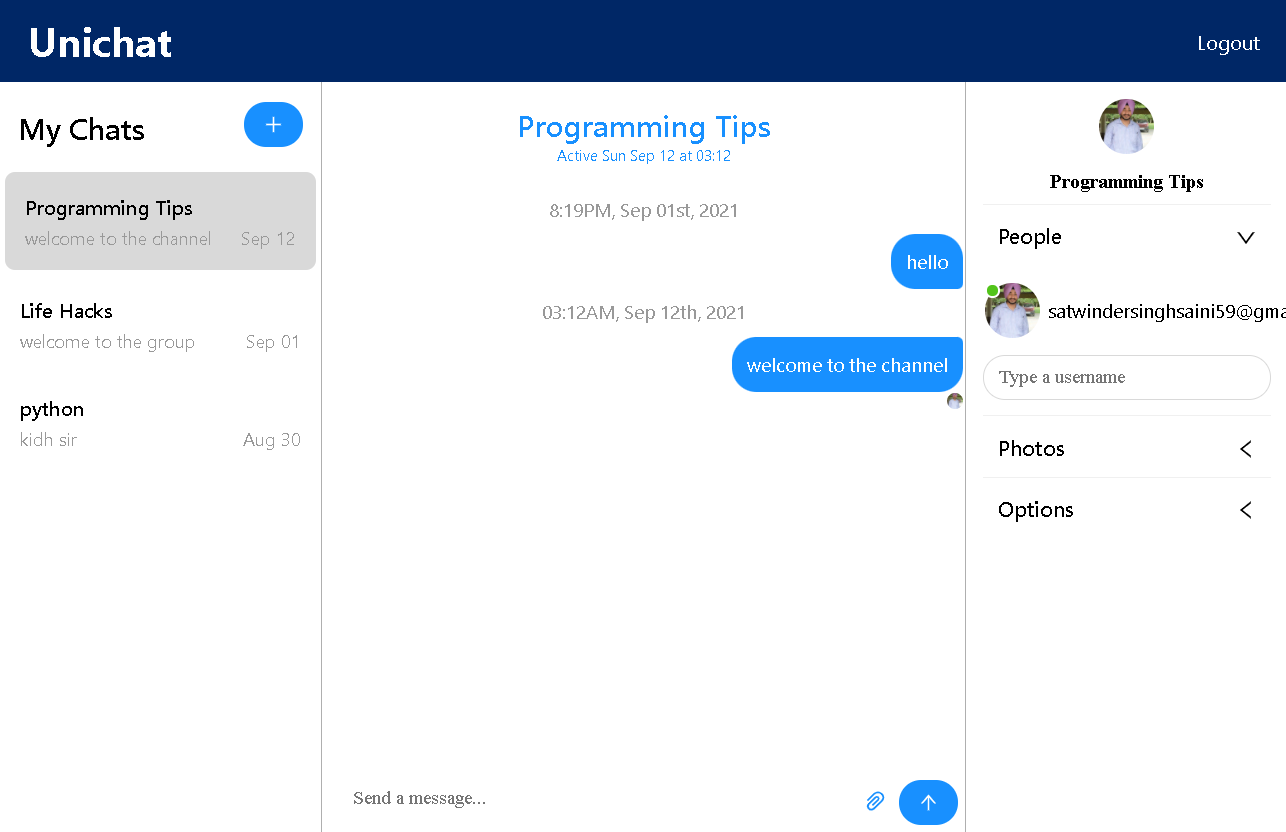 Unichat
Logout
My Chats
Programming Tips
welcome to the channel Sep 12
Life Hacks
welcome to the group Sep 01
python
kidh sir Aug 30
Programming Tips
Active Sun Sep 12 at 03:12
8:19PM, Sep 01st, 2021
hello
03:12AM, Sep 12th, 2021
welcome to the channel
Send a message...
Programming Tips
People
satwindersinghsaini59@gma
Type a username
Photos
Options